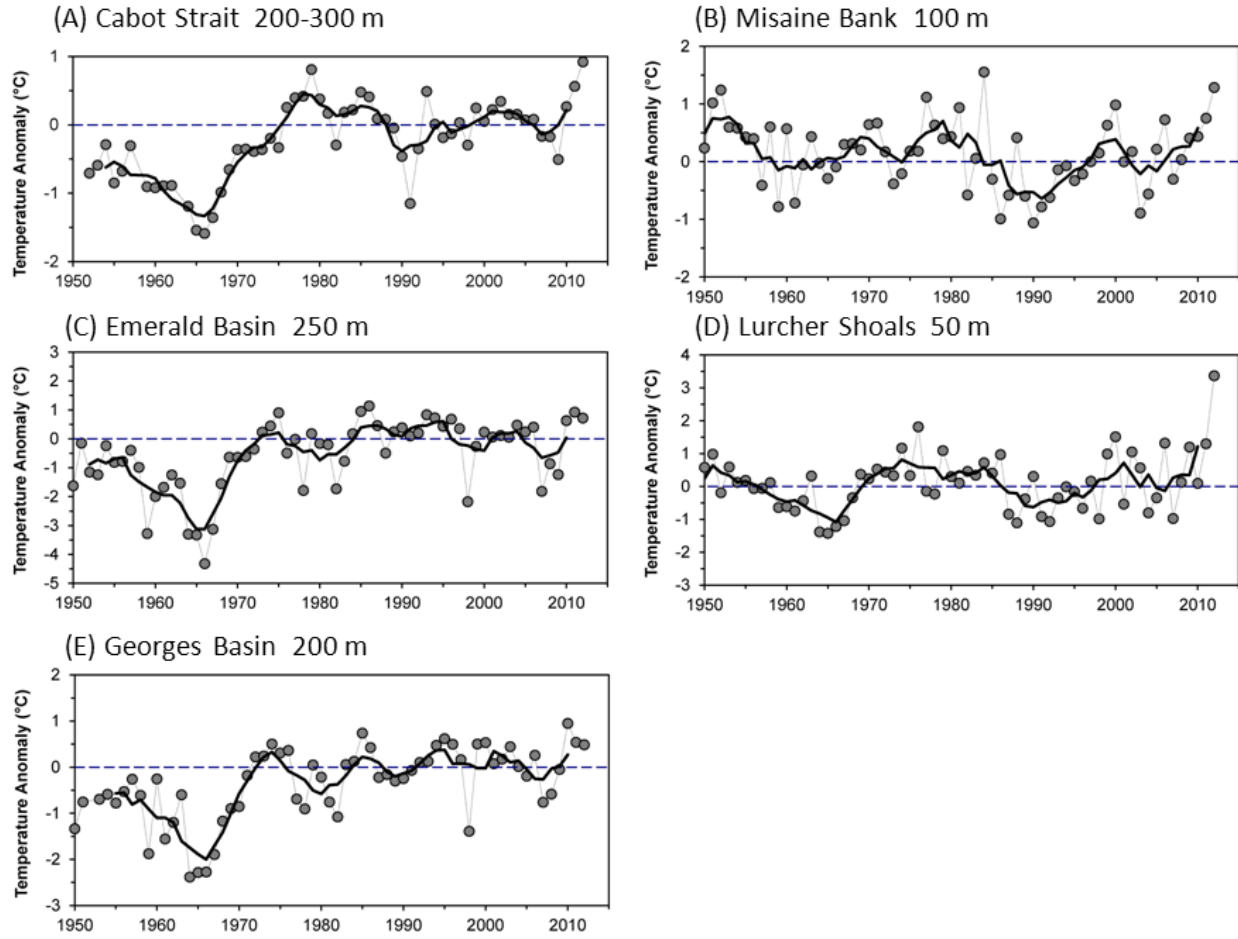 (A) Cabot Strait 200-300 m
Temperature Anomaly (°C)
1
0
-1
-2
1950 1960 1970 1980 1990 2000 2010
(B) Misaine Bank 100 m
Temperature Anomaly (°C)
2
1
0
-1
-2
1950 1960 1970 1980 1990 2000 2010
(C) Emerald Basin 250 m
Temperature Anomaly (°C)
3
2
1
0
-1
-2
-3
-4
-5
1950 1960 1970 1980 1990 2000 2010
(D) Lurcher Shoals 50 m
Temperature Anomaly (°C)
4
3
2
1
0
-1
-2
-3
1950 1960 1970 1980 1990 2000 2010
(E) Georges Basin 200 m
Temperature Anomaly (°C)
2
1
0
-1
-2
-3
1950 1960 1970 1980 1990 2000 2010